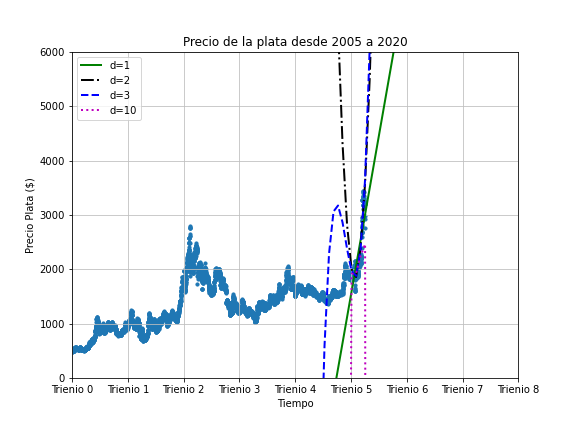 Precio de la plata desde 2005 a 2020
6000
5000
4000
3000
2000
1000
0
Precio Plata ($)
d=1
d=2
d=3
d=10
Trienio 0 Trienio 1 Trienio 2 Trienio 3 Trienio 4 Trienio 5 Trienio 6 Trienio 7 Trienio 8
Tiempo